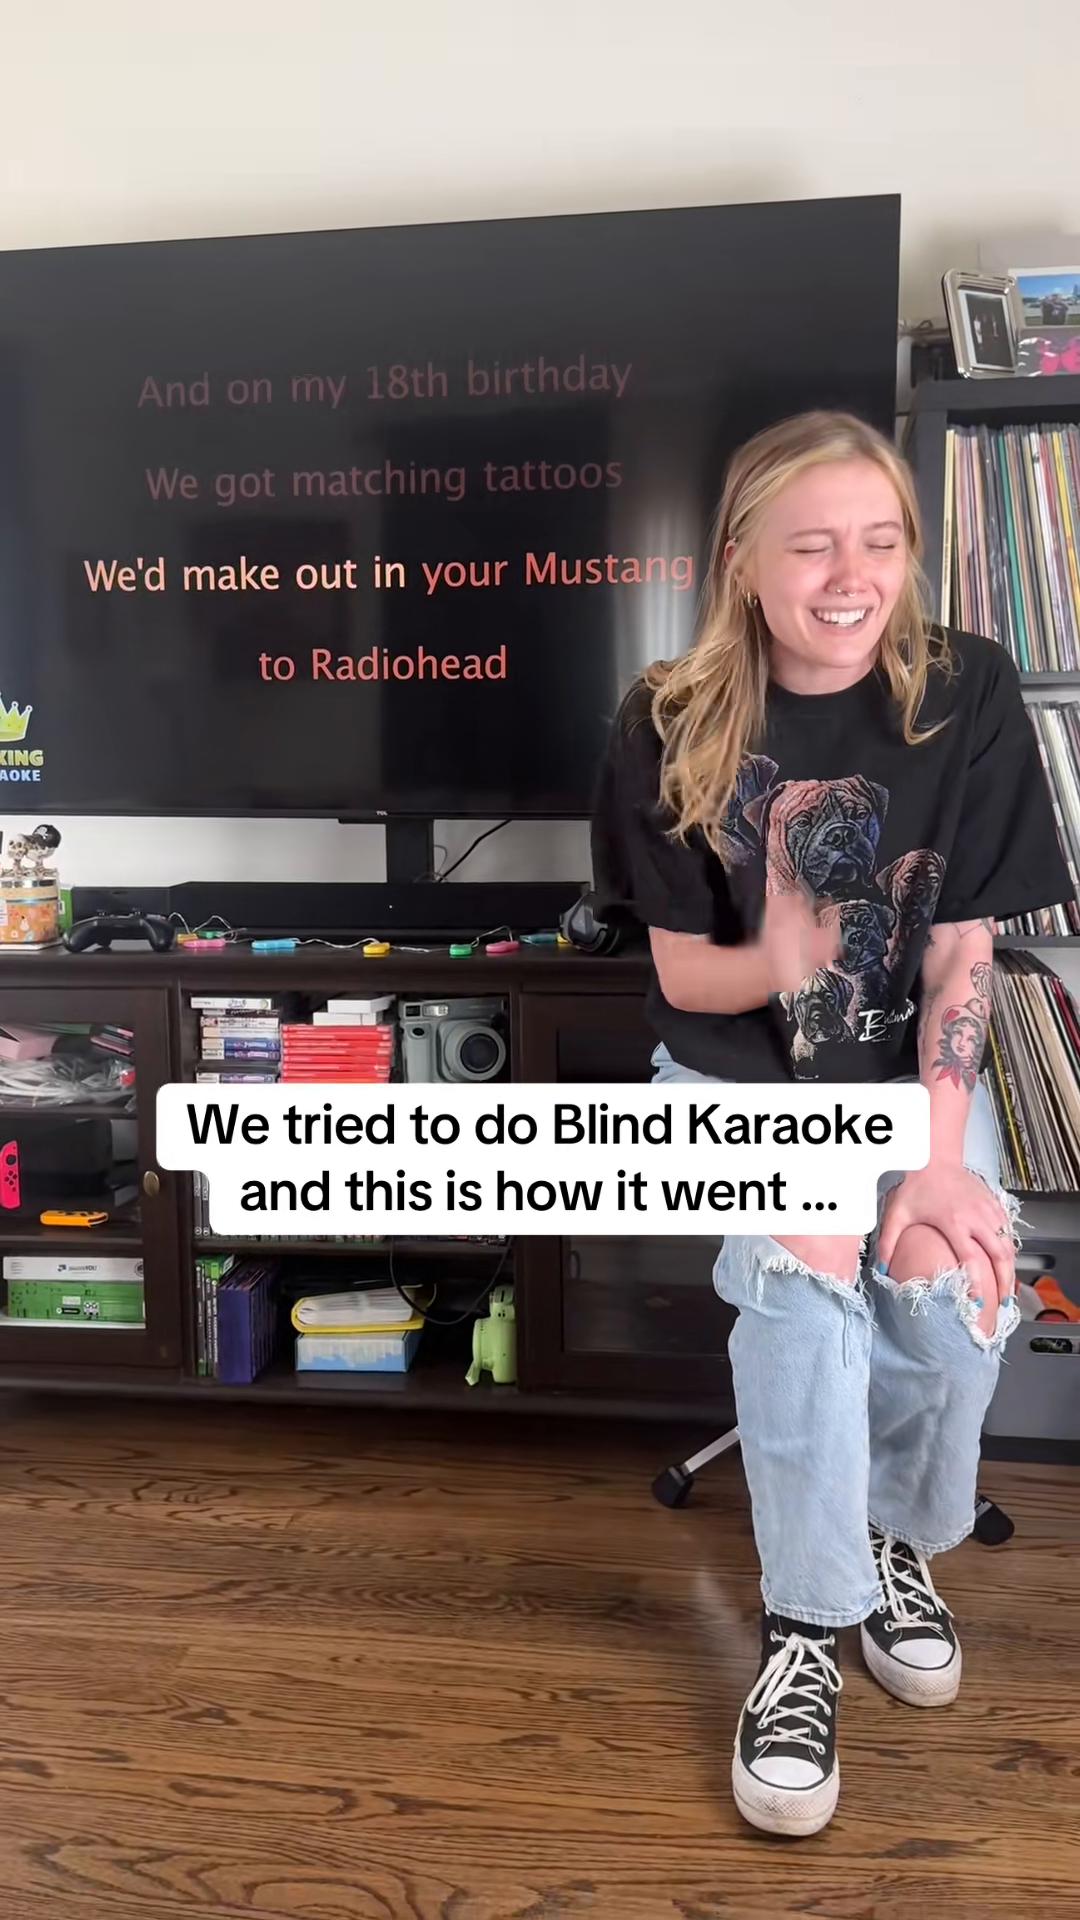 And on my 18th birthday
We got matching tattoos
We'd make out in your Mustang
to Radiohead
KING
AOKE
TCL
We tried to do Blind Karaoke
and this is how it went ...